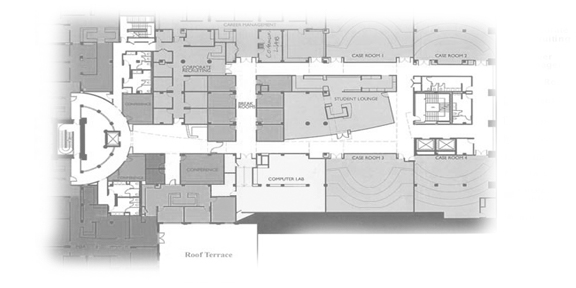 CAREER MANAGEMENT
CASE ROOM 1
CASE ROOM 2
CORPORATE
RECRUITING
STUDENT LOUNGE
BREAK
ROOMS
CONFERENCE
CASE ROOM 3
CASE ROOM 4
CONFERENCE
COMPUTER LAB
Roof Terrace